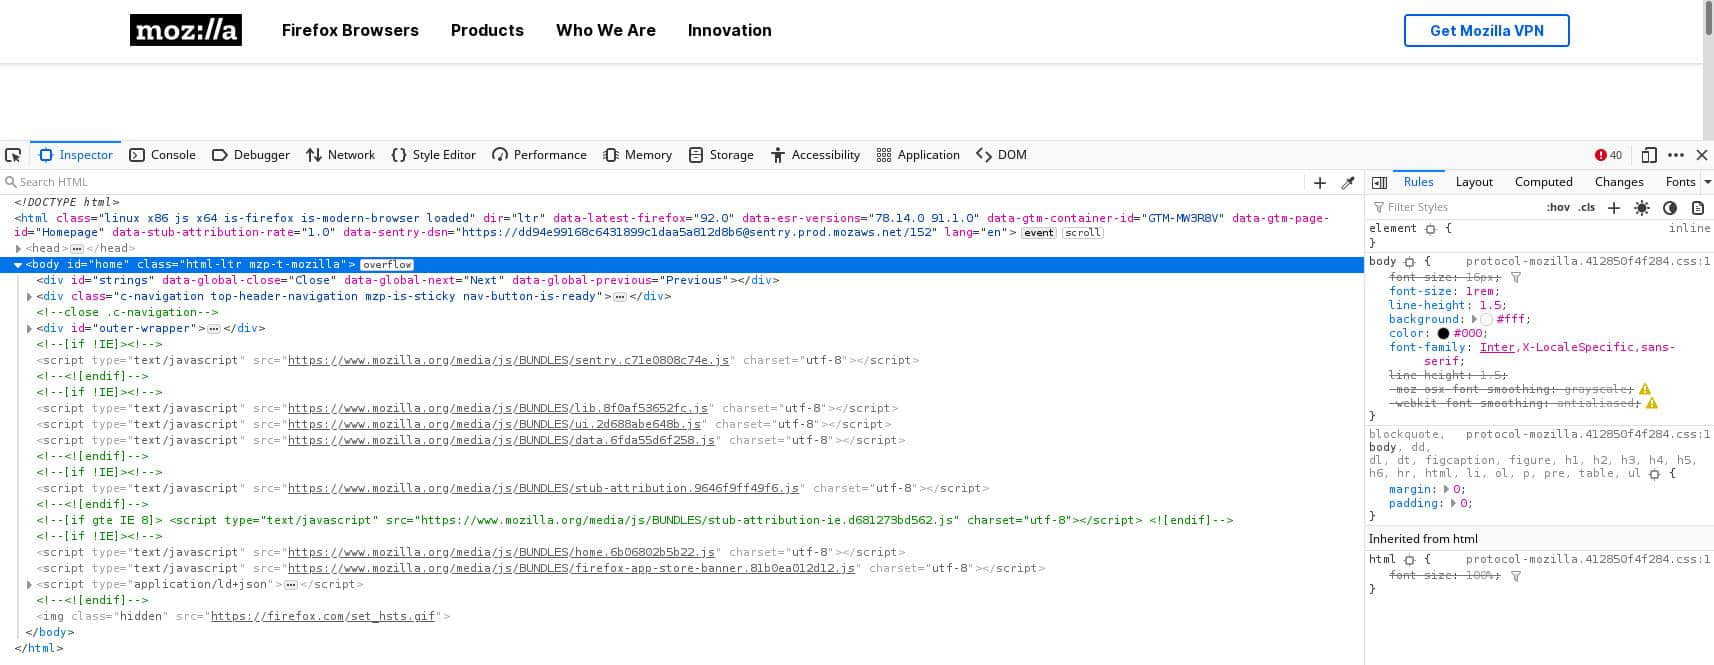 moz://a Firefox Browsers Products Who We Are Innovation Get Mozilla VPN
Inspector Console Debugger Network Style Editor Performance Memory Storage Accessibility Application DOM 40
Search HTML
<!DOCTYPE html>
<html class="linux x86 js x64 is-firefox is-modern-browser loaded" dir="ltr" data-latest-firefox="92.0" data-esr-versions="78.14.0 91.1.0" data-gtm-container-id="GTM-MW3R8V" data-gtm-page-
id="Homepage" data-stub-attribution-rate="1.0" data-sentry-dsn="https://dd94e99168c6431899c1daa5a812d8b6@sentry.prod.mozaws.net/152" lang="en"> event scroll
<head> ••• </head>
<body id="home" class="html-ltr mzp-t-mozilla"> overflow
<div id="strings" data-global-close="Close" data-global-next="Next" data-global-previous="Previous"></div>
<div class="c-navigation top-header-navigation mzp-is-sticky nav-button-is-ready"> ••• </div>
<!--close .c-navigation-->
<div id="outer-wrapper"> ••• </div>
<!--[if !IE]><!-->
<script type="text/javascript" src="https://www.mozilla.org/media/js/BUNDLES/sentry.c71e0808c74e.js" charset="utf-8"></script>
<!--<![endif]-->
<!--[if !IE]><!-->
<script type="text/javascript" src="https://www.mozilla.org/media/js/BUNDLES/lib.8f0af53652fc.js" charset="utf-8"></script>
<script type="text/javascript" src="https://www.mozilla.org/media/js/BUNDLES/ui.2d688abe648b.js" charset="utf-8"></script>
<script type="text/javascript" src="https://www.mozilla.org/media/js/BUNDLES/data.6fda55d6f258.js" charset="utf-8"></script>
<!--<![endif]-->
<!--[if !IE]><!-->
<script type="text/javascript" src="https://www.mozilla.org/media/js/BUNDLES/stub-attribution.9646f9ff49f6.js" charset="utf-8"></script>
<!--<![endif]-->
<!--[if gte IE 8]> <script type="text/javascript" src="https://www.mozilla.org/media/js/BUNDLES/stub-attribution-ie.d681273bd562.js" charset="utf-8"></script> <![endif]-->
<!--[if !IE]><!-->
<script type="text/javascript" src="https://www.mozilla.org/media/js/BUNDLES/home.6b06802b5b22.js" charset="utf-8"></script>
<script type="text/javascript" src="https://www.mozilla.org/media/js/BUNDLES/firefox-app-store-banner.81b0ea012d12.js" charset="utf-8"></script>
<script type="application/ld+json"> ••• </script>
<!--<![endif]-->
<img class="hidden" src="https://firefox.com/set_hsts.gif">
</body>
</html>
Rules Layout Computed Changes Fonts
Filter Styles :hov .cls +
element { inline
}
body { protocol-mozilla.412850f4f284.css:1
font-size: 16px;
font-size: 1rem;
line-height: 1.5;
background: #fff;
color: #000;
font-family: Inter,X-LocaleSpecific,sans-
serif;
line-height: 1.5;
-moz-osx-font-smoothing: grayscale;
-webkit-font-smoothing: antialiased;
}
blockquote, protocol-mozilla.412850f4f284.css:1
body, dd,
dl, dt, figcaption, figure, h1, h2, h3, h4, h5,
h6, hr, html, li, ol, p, pre, table, ul {
margin: 0;
padding: 0;
}
Inherited from html
html { protocol-mozilla.412850f4f284.css:1
font-size: 100%;
}